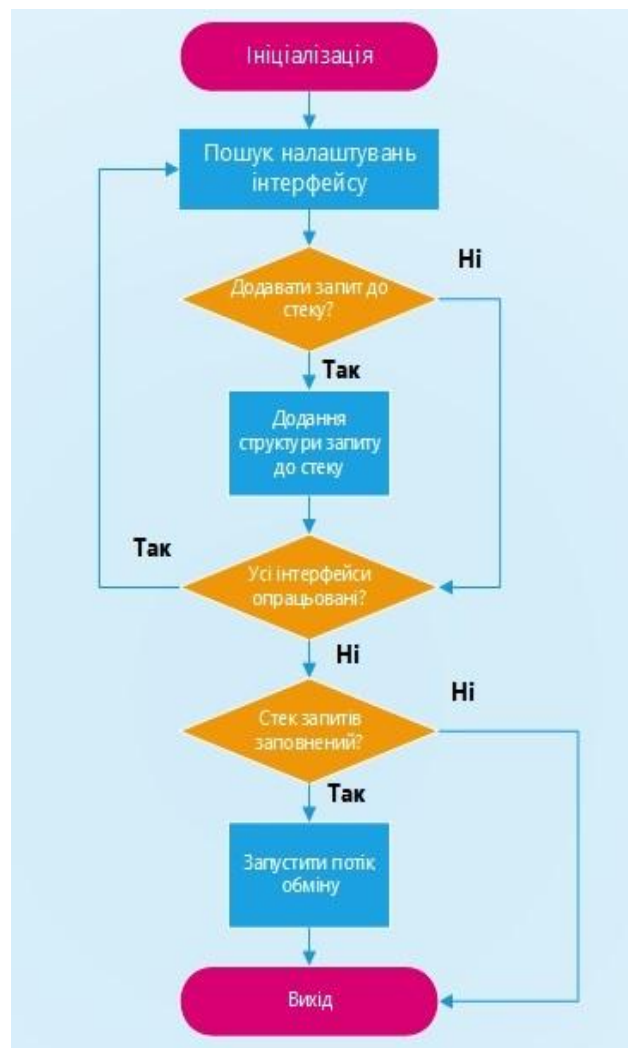 Ініціалізація
Пошук налаштувань
інтерфейсу
Ні
Додавати запит до
стеку?
Так
Додання
структури запиту
до стеку
Так
Усі інтерфейси
опрацьовані?
Ні
Ні
Стек запитів
заповнений?
Так
Запустити потік
обміну
Вихід